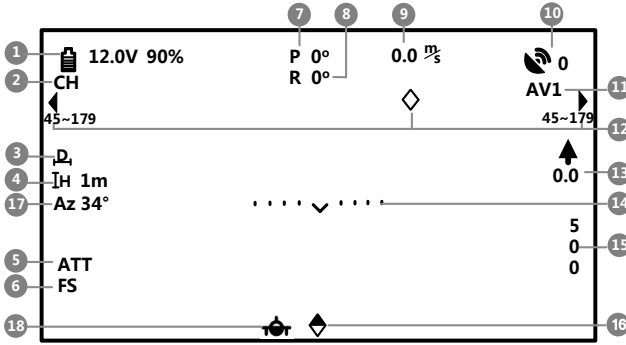 7 8 9 10
1 12.0V 90% P 0° 0.0 m/s 0
2 CH R 0° AV1 11
45~179 45~179 12
3 D
4 H 1m 0.0 13
17 Az 34° 14
5
0 15
5 ATT 0
6 FS
18 16